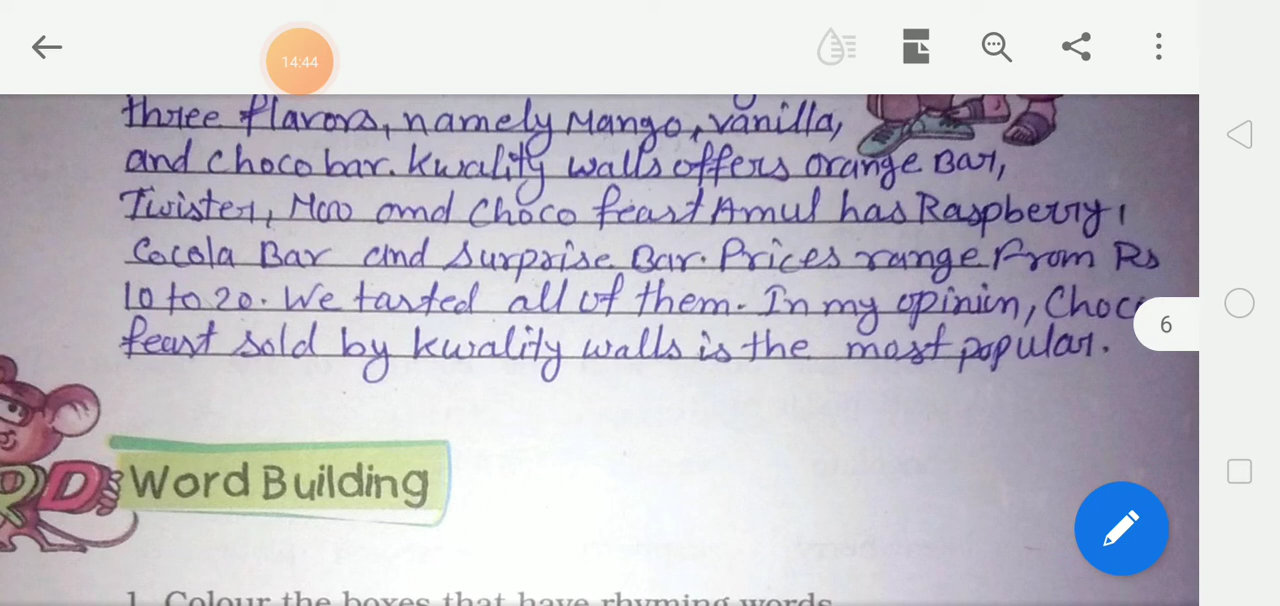 14:44
three flavors, namely Mango, vanilla,
and choco bar. kwality walls offers orange Bar,
Twister, Moo and Choco feast Amul has Raspberry,
Cocola Bar and Surprise Bar. Prices range from Rs
10 to 20. We tasted all of them. In my opinin, Choc
feast sold by kwality walls is the most popular.
6
RD
Word Building
1. Colour the boxes that have rhyming words